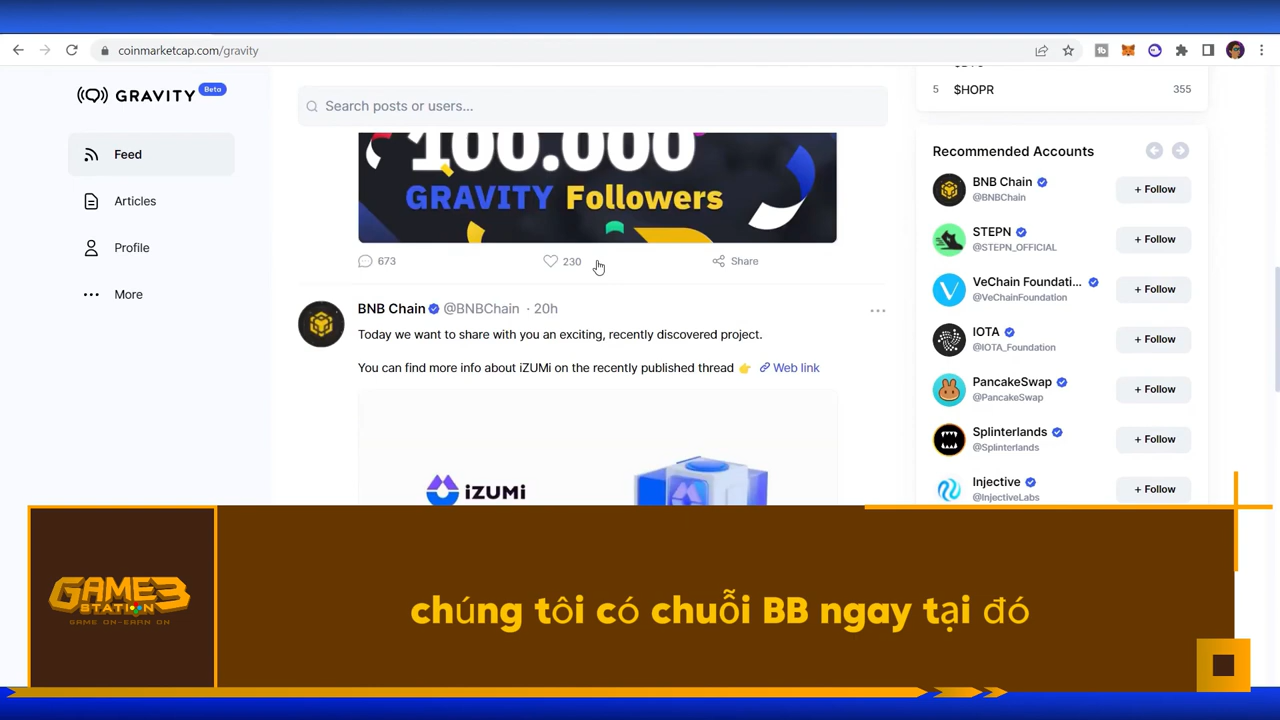 coinmarketcap.com/gravity
GRAVITY Beta
Search posts or users...
5 $HOPR 355
Feed
Articles
Profile
More
100.000
GRAVITY Followers
673 230 Share
BNB Chain @BNBChain · 20h
Today we want to share with you an exciting, recently discovered project.
You can find more info about iZUMi on the recently published thread 👉 Web link
iZUMi
Recommended Accounts
BNB Chain
@BNBChain
+ Follow
STEPN
@STEPN_OFFICIAL
+ Follow
VeChain Foundati...
@VeChainFoundation
+ Follow
IOTA
@IOTA_Foundation
+ Follow
PancakeSwap
@PancakeSwap
+ Follow
Splinterlands
@Splinterlands
+ Follow
Injective
@InjectiveLabs
+ Follow
GAME3
STATION
GAME ON-EARN ON
chúng tôi có chuỗi BB ngay tại đó